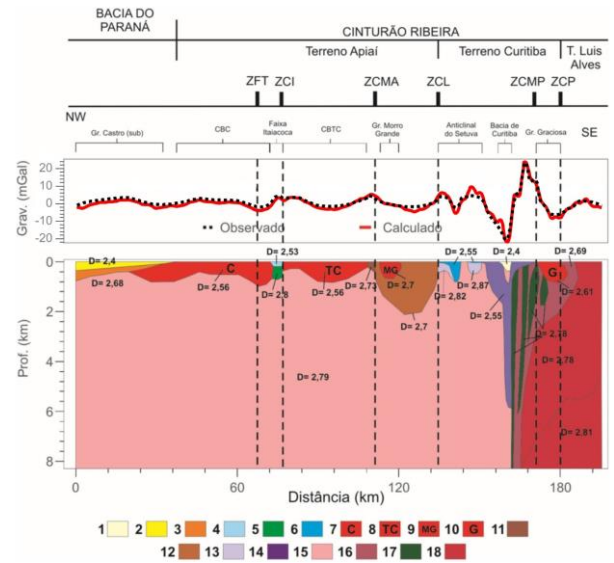 BACIA DO
PARANÁ
CINTURÃO RIBEIRA
Terreno Apiaí
Terreno Curitiba
T. Luis
Alves
ZFT
ZCI
ZCMA
ZCL
ZCMP
ZCP
NW
SE
Gr. Castro (sub)
CBC
Faixa
Itaiacoca
CBTC
Gr. Morro
Grande
Anticlinal
do Setuva
Bacia de
Curitiba
Gr. Graciosa
Grav. (mGal)
20
10
0
-10
-20
Observado
Calculado
D= 2,4
D= 2,53
D= 2,55
D= 2,4
D= 2,69
Prof. (km)
0
2
4
6
8
C
TC
MG
G
D= 2,68
D= 2,56
D= 2,8
D= 2,56
D= 2,73
D= 2,7
D= 2,7
D= 2,82
D= 2,87
D= 2,55
D= 2,61
D= 2,78
D= 2,78
D= 2,79
D= 2,81
0
60
120
180
Distância (km)
1 2 3 4 5 6 7 C 8 TC 9 MG 10 G 11
12 13 14 15 16 17 18